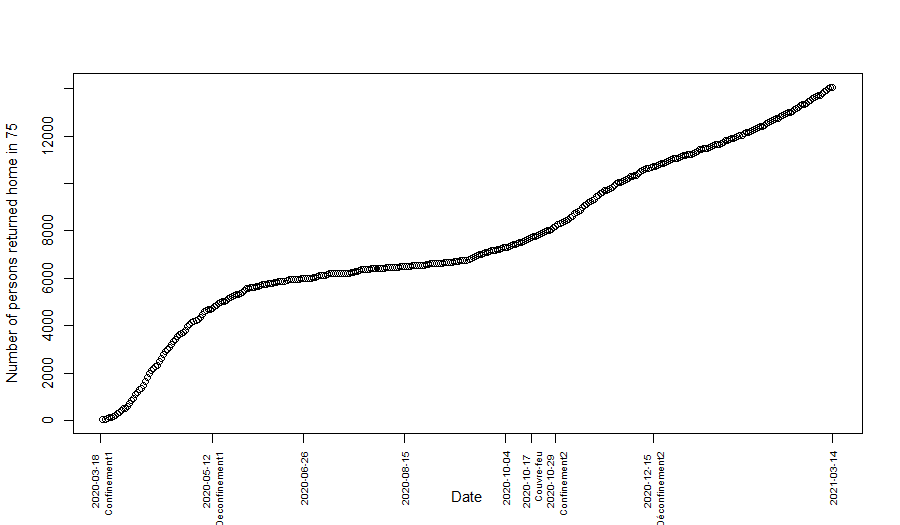 Number of persons returned home in 75
0
2000
4000
6000
8000
12000
2020-03-18
Confinement1
2020-05-12
Deconfinement1
2020-06-26
2020-08-15
2020-10-04
2020-10-17
Couvre-feu
2020-10-29
Confinement2
2020-12-15
Déconfinement2
2021-03-14
Date